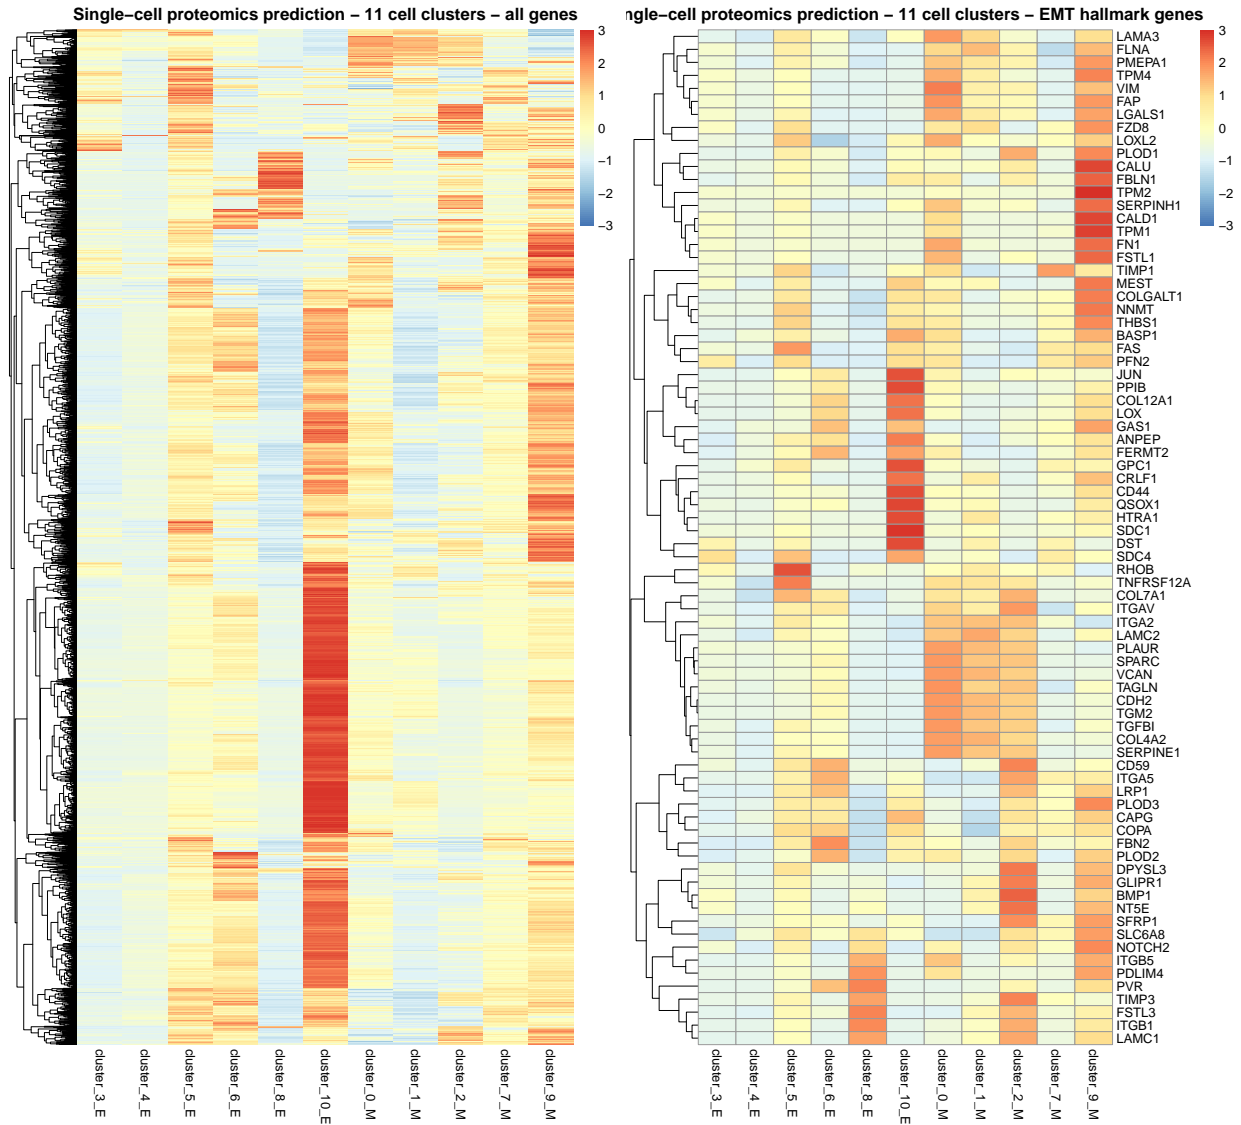 Single−cell proteomics prediction − 11 cell clusters − all genes
3
2
1
0
−1
−2
−3
cluster_3_E
cluster_4_E
cluster_5_E
cluster_6_E
cluster_8_E
cluster_10_E
cluster_0_M
cluster_1_M
cluster_2_M
cluster_7_M
cluster_9_M
ngle−cell proteomics prediction − 11 cell clusters − EMT hallmark genes
LAMA3
FLNA
PMEPA1
TPM4
VIM
FAP
LGALS1
FZD8
LOXL2
PLOD1
CALU
FBLN1
TPM2
SERPINH1
CALD1
TPM1
FN1
FSTL1
TIMP1
MEST
COLGALT1
NNMT
THBS1
BASP1
FAS
PFN2
JUN
PPIB
COL12A1
LOX
GAS1
ANPEP
FERMT2
GPC1
CRLF1
CD44
QSOX1
HTRA1
SDC1
DST
SDC4
RHOB
TNFRSF12A
COL7A1
ITGAV
ITGA2
LAMC2
PLAUR
SPARC
VCAN
TAGLN
CDH2
TGM2
TGFBI
COL4A2
SERPINE1
CD59
ITGA5
LRP1
PLOD3
CAPG
COPA
FBN2
PLOD2
DPYSL3
GLIPR1
BMP1
NT5E
SFRP1
SLC6A8
NOTCH2
ITGB5
PDLIM4
PVR
TIMP3
FSTL3
ITGB1
LAMC1
3
2
1
0
−1
−2
−3
cluster_3_E
cluster_4_E
cluster_5_E
cluster_6_E
cluster_8_E
cluster_10_E
cluster_0_M
cluster_1_M
cluster_2_M
cluster_7_M
cluster_9_M